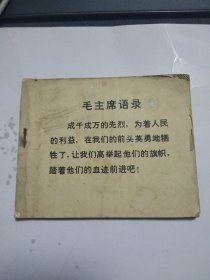 毛主席语录
成千成万的先烈，为着人民
的利益，在我们的前头英勇地牺
牲了，让我们高举起他们的旗帜，
踏着他们的血迹前进吧！